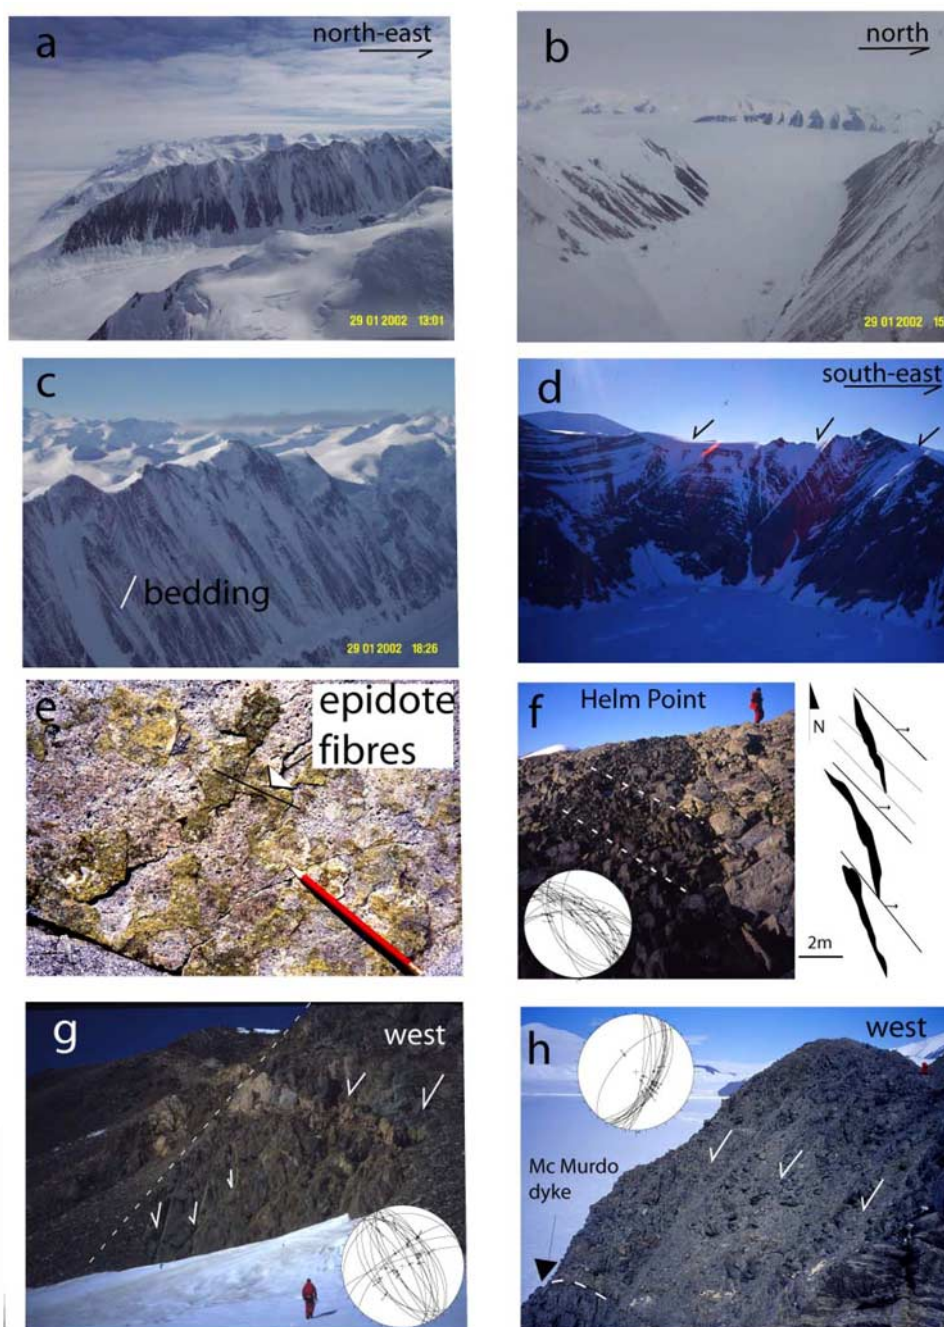 a
north-east
29 01 2002 13:01
b
north
29 01 2002 15
c
bedding
29 01 2002 18:26
d
south-east
e
epidote
fibres
f
Helm Point
N
2m
g
west
h
west
Mc Murdo
dyke